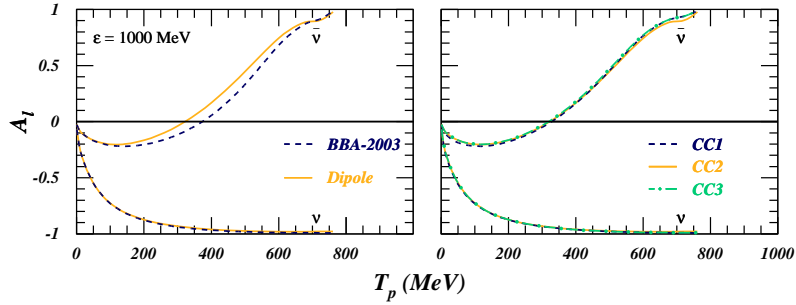 1
0.5
0
-0.5
-1
A_l
ε = 1000 MeV
ν̄
BBA-2003
Dipole
ν
0 200 400 600 800
ν̄
CC1
CC2
CC3
ν
0 200 400 600 800 1000
T_p (MeV)